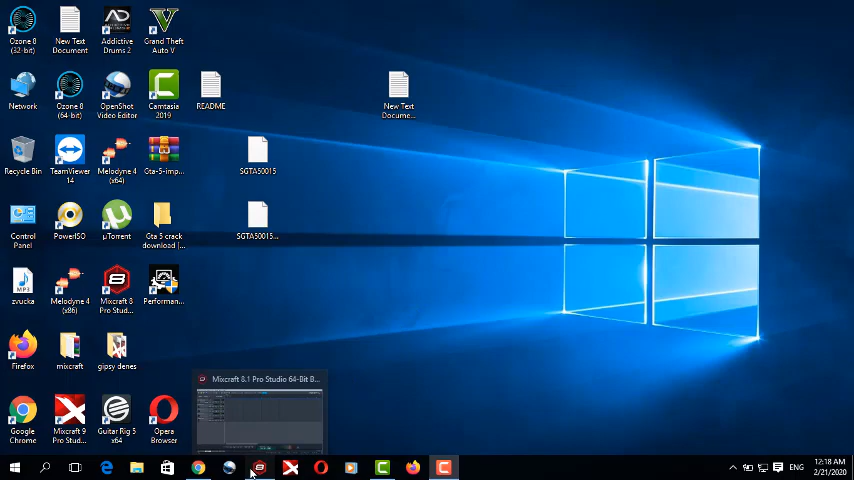 Ozone 8
(32-bit)
New Text
Document
Addictive
Drums 2
Grand Theft
Auto V
Network
Ozone 8
(64-bit)
OpenShot
Video Editor
Camtasia
2019
README
New Text
Docume...
Recycle Bin
TeamViewer
14
Melodyne 4
(x64)
Gta-5-imp...
SGTA50015
Control
Panel
PowerISO
µTorrent
Gta 5 crack
download |...
SGTA50015...
zvucka
Melodyne 4
(x86)
Mixcraft 8
Pro Stud...
Performan...
Firefox
mixcraft
gipsy denes
Mixcraft 8.1 Pro Studio 64-Bit B...
Google
Chrome
Mixcraft 9
Pro Stud...
Guitar Rig 5
x64
Opera
Browser
ENG
12:18 AM
2/21/2020